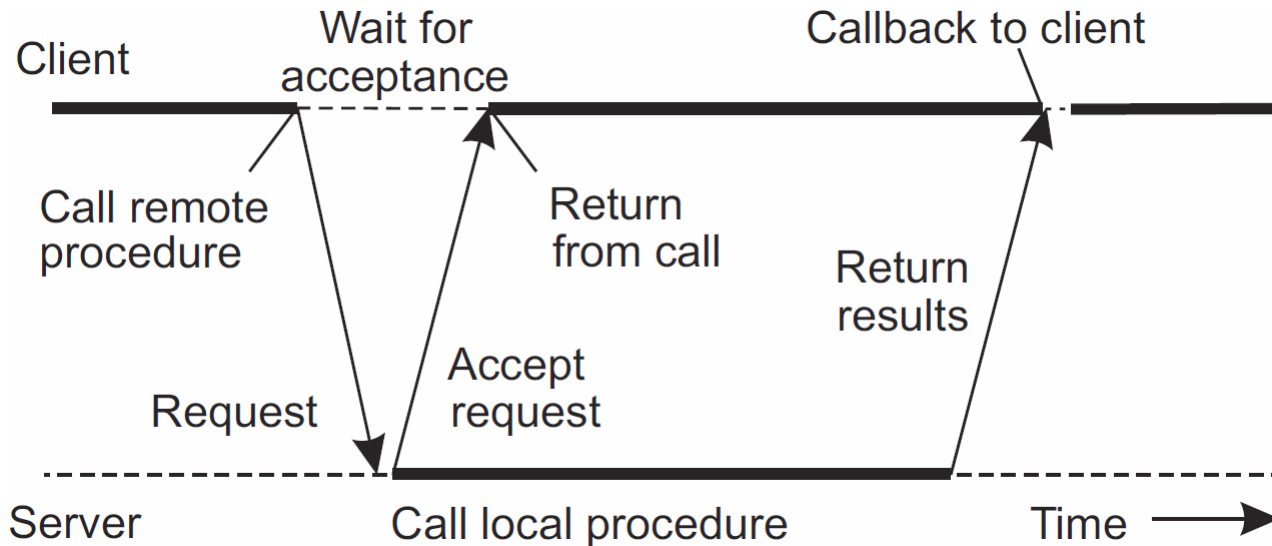 Client
Wait for
acceptance
Callback to client
Call remote
procedure
Return
from call
Return
results
Request
Accept
request
Server
Call local procedure
Time